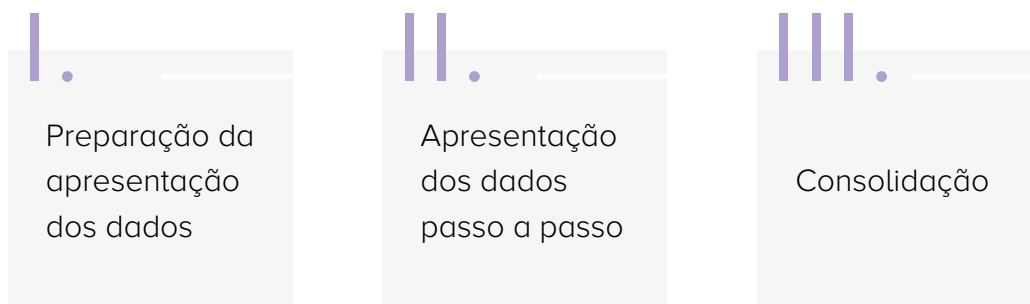 I.
Preparação da
apresentação
dos dados
II.
Apresentação
dos dados
passo a passo
III.
Consolidação